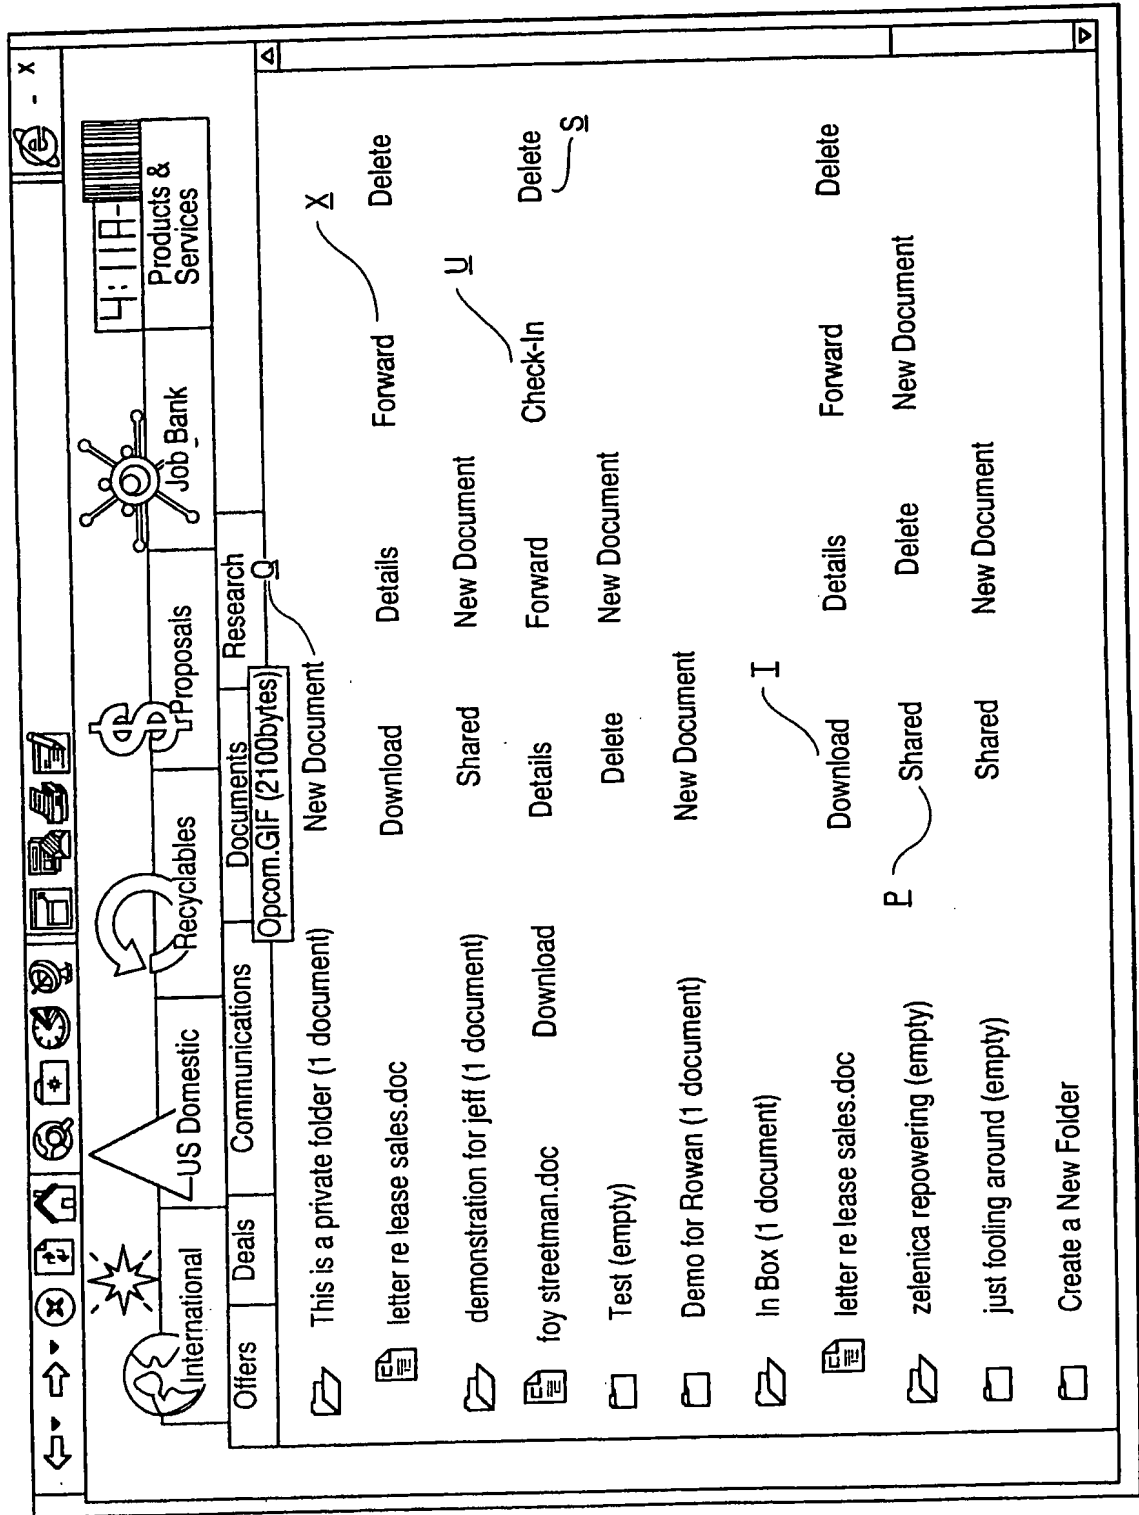 - X
4:11A-
International US Domestic Recyclables Proposals Job Bank Products &
Services
Offers Deals Communications Documents Research
Opcom.GIF (2100bytes)
Q
This is a private folder (1 document) New Document
X
letter re lease sales.doc Download Details Forward Delete
U
demonstration for jeff (1 document) Shared New Document
foy streetman.doc Download Details Forward Check-In Delete
S
Test (empty) Delete New Document
Demo for Rowan (1 document) New Document
I
In Box (1 document)
letter re lease sales.doc Download Details Forward Delete
P
zelenica repowering (empty) Shared Delete New Document
just fooling around (empty) Shared New Document
Create a New Folder